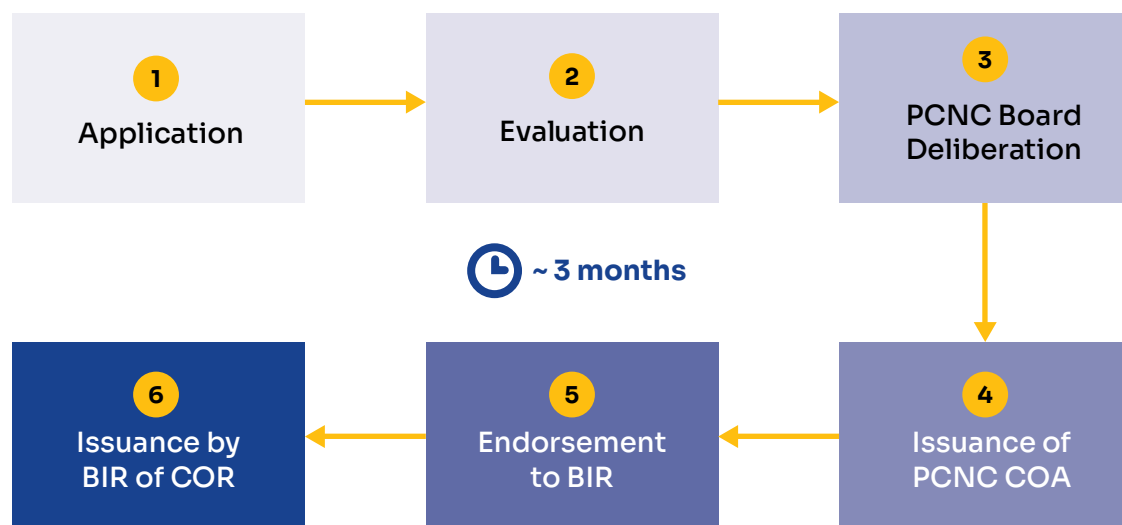 1
Application
2
Evaluation
3
PCNC Board
Deliberation
~ 3 months
4
Issuance of
PCNC COA
5
Endorsement
to BIR
6
Issuance by
BIR of COR